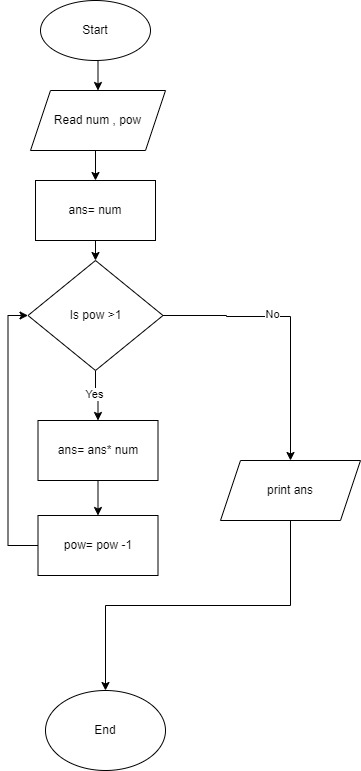 Start
Read num , pow
ans= num
Is pow >1
No
Yes
ans= ans* num
print ans
pow= pow -1
End